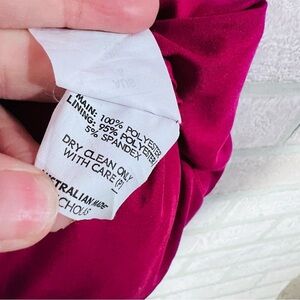 MAIN: 100% POLYESTER
LINING: 95% POLYESTER
5% SPANDEX
DRY CLEAN ONLY
WITH CARE (P)
AUSTRALIAN MADE